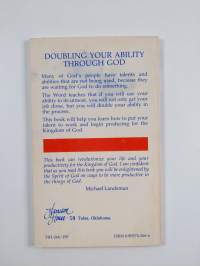 DOUBLING YOUR ABILITY
THROUGH GOD
Many of God's people have talents and
abilities that are not being used, because they
are waiting for God to do something.
The Word teaches that if you will use your
ability to its utmost, you will not only get your
job done, but you will double your ability in
the process.
This book will help you learn how to put your
talent to work and begin producing for the
Kingdom of God.
This book can revolutionize your life and your
productivity for the Kingdom of God. I am confident
that as you read this book you will be enlightened by
the Spirit of God on ways to be more productive in
the things of God.
Michael Landsman
Harrison
House
Tulsa, Oklahoma